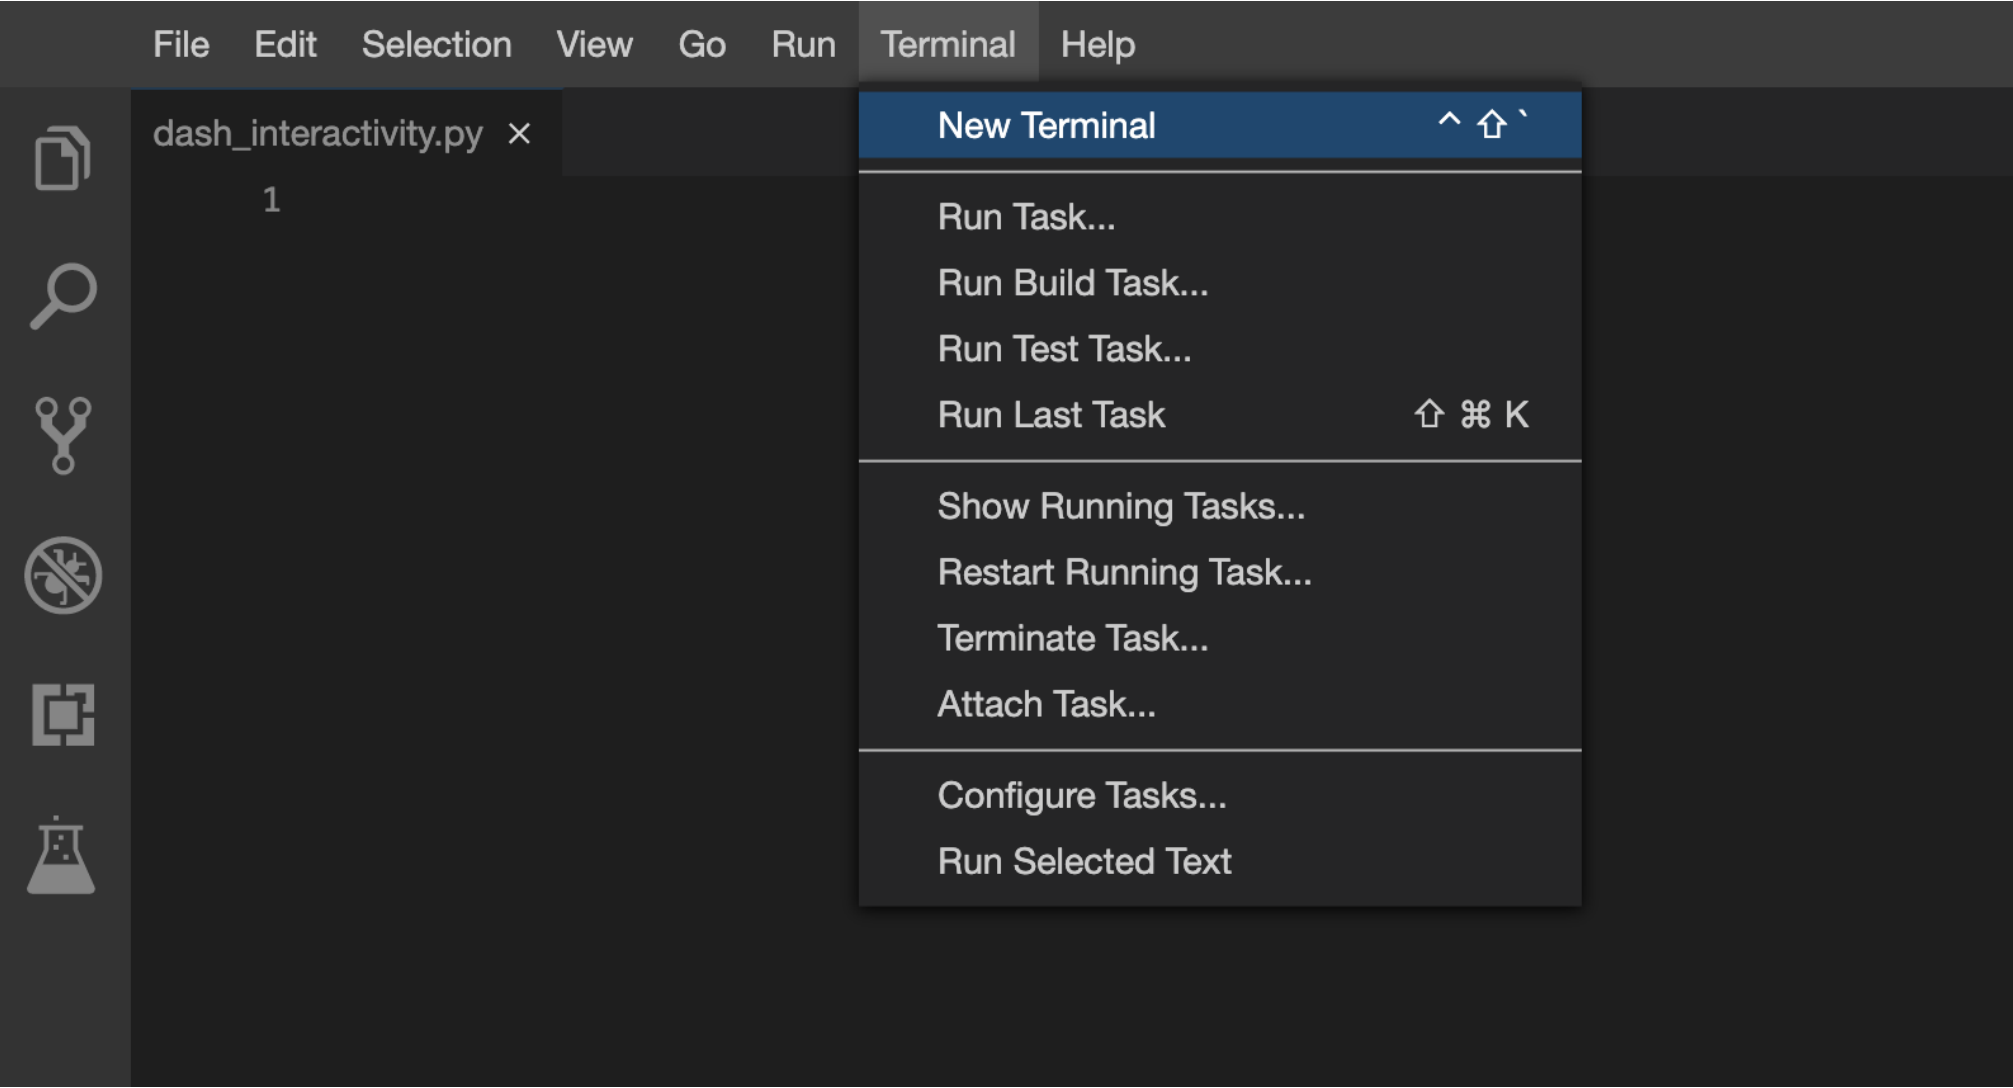 File Edit Selection View Go Run Terminal Help
dash_interactivity.py ×
1
New Terminal ^ ⇧ `
Run Task...
Run Build Task...
Run Test Task...
Run Last Task ⇧ ⌘ K
Show Running Tasks...
Restart Running Task...
Terminate Task...
Attach Task...
Configure Tasks...
Run Selected Text